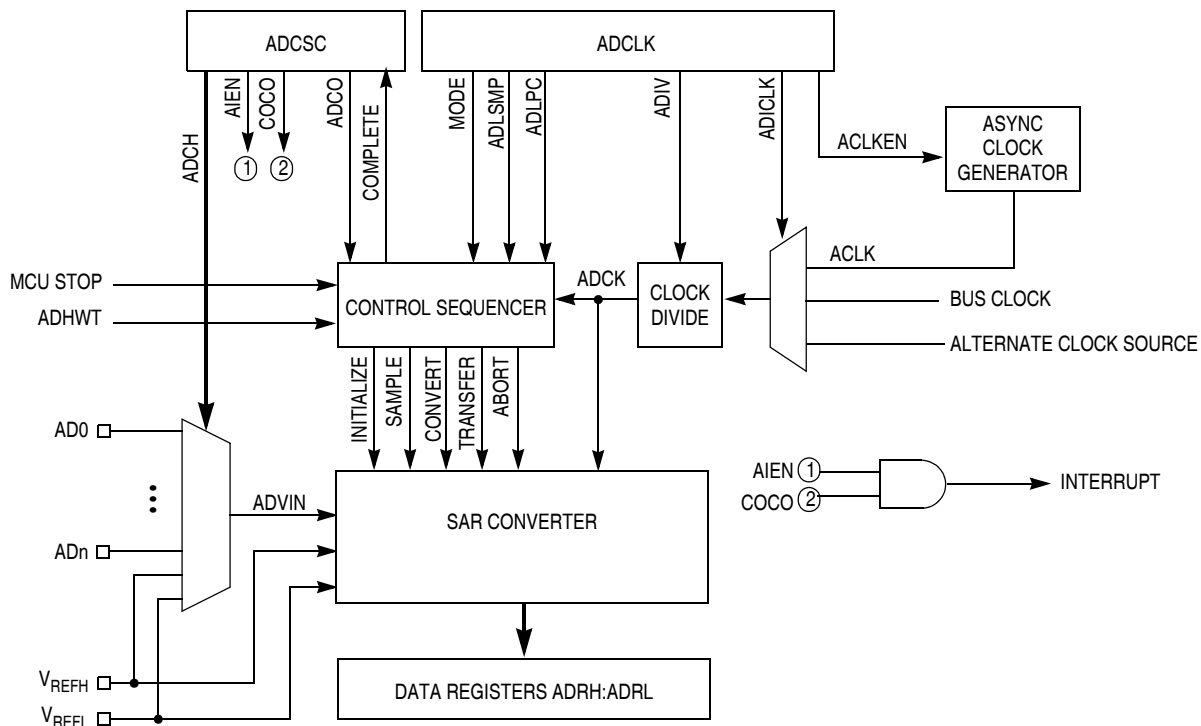 ADCSC
ADCLK
ADCH
AIEN
COCO
ADCO
COMPLETE
MODE
ADLSMP
ADLPC
ADIV
ADICLK
ACLKEN
ASYNC
CLOCK
GENERATOR
1
2
ACLK
MCU STOP
ADHWT
CONTROL SEQUENCER
ADCK
CLOCK
DIVIDE
BUS CLOCK
ALTERNATE CLOCK SOURCE
INITIALIZE
SAMPLE
CONVERT
TRANSFER
ABORT
AD0
•••
ADn
ADVIN
SAR CONVERTER
AIEN 1
COCO 2
INTERRUPT
VREFH
VREFL
DATA REGISTERS ADRH:ADRL